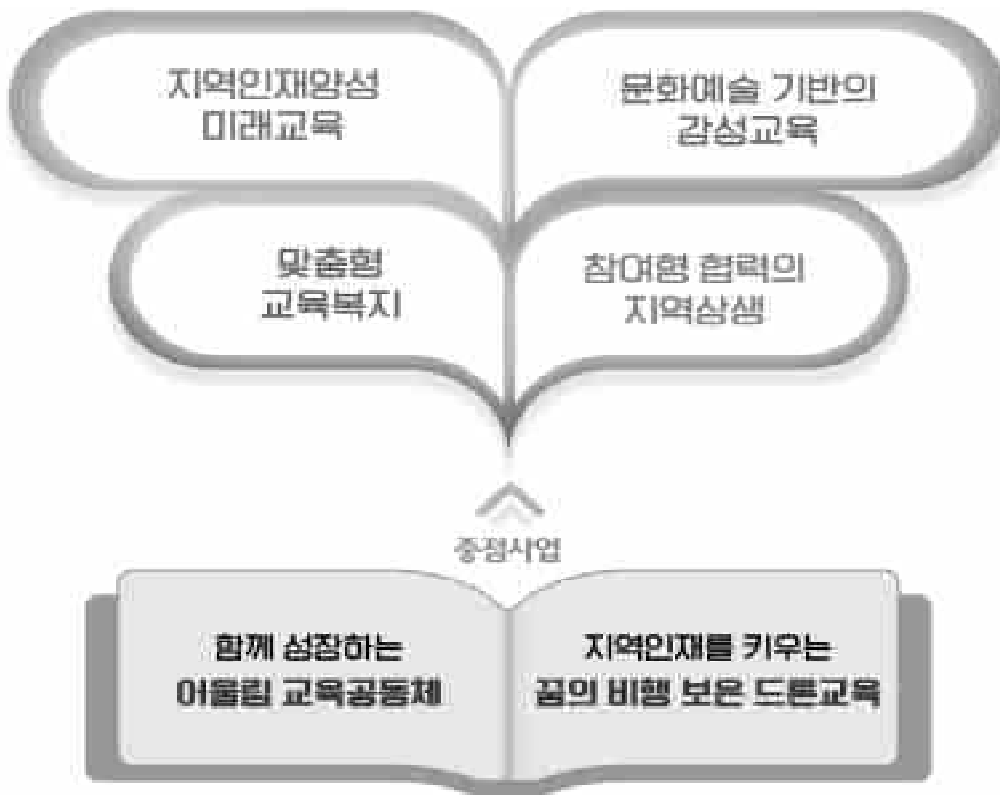 지역인재양성
미래교육
문화예술 기반의
감성교육
맞춤형
교육복지
참여형 협력의
지역상생
중점사업
함께 성장하는
어울림 교육공동체
지역인재를 키우는
꿈의 비행 보은 드론교육